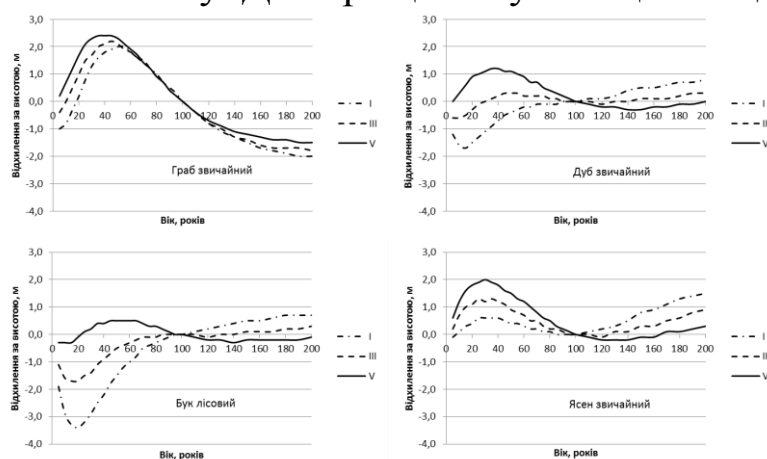 3,0
2,0
1,0
0,0
-1,0
-2,0
-3,0
-4,0
Відхилення за висотою, м
0 20 40 60 80 100 120 140 160 180 200
Граб звичайний
Вік, років
I
III
V
3,0
2,0
1,0
0,0
-1,0
-2,0
-3,0
-4,0
Відхилення за висотою, м
0 20 40 60 80 100 120 140 160 180 200
Дуб звичайний
Вік, років
I
V
3,0
2,0
1,0
0,0
-1,0
-2,0
-3,0
-4,0
Відхилення за висотою, м
0 20 40 60 80 100 120 140 160 180 200
Бук лісовий
Вік, років
I
III
V
3,0
2,0
1,0
0,0
-1,0
-2,0
-3,0
-4,0
Відхилення за висотою, м
0 20 40 60 80 100 120 140 160 180 200
Ясен звичайний
Вік, років
I
V